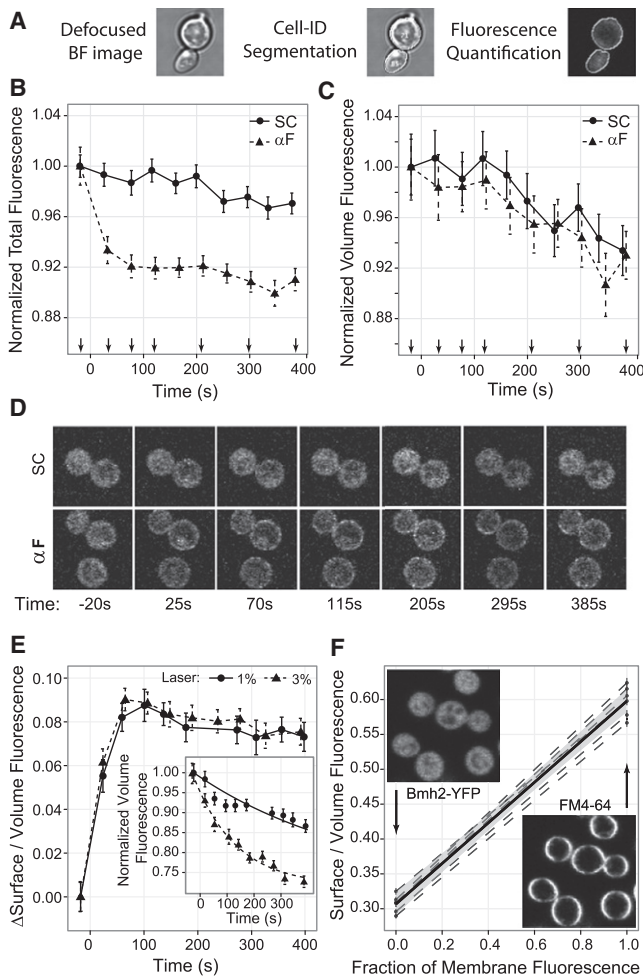 A
Defocused
BF image
Cell-ID
Segmentation
Fluorescence
Quantification
B
Normalized Total Fluorescence
1.04
1.00
0.96
0.92
0.88
SC
αF
0 100 200 300 400
Time (s)
C
Normalized Volume Fluorescence
1.04
1.00
0.96
0.92
0.88
SC
αF
0 100 200 300 400
Time (s)
D
SC
αF
Time: -20s 25s 70s 115s 205s 295s 385s
E
ΔSurface / Volume Fluorescence
0.10
0.08
0.06
0.04
0.02
0.00
Laser: 1% 3%
Normalized Volume
Fluorescence
1.00
0.95
0.90
0.85
0.80
0.75
0 100 200 300
Time (s)
0 100 200 300 400
Time (s)
F
Surface / Volume Fluorescence
0.60
0.55
0.50
0.45
0.40
0.35
0.30
Bmh2-YFP
FM4-64
0.0 0.2 0.4 0.6 0.8 1.0
Fraction of Membrane Fluorescence